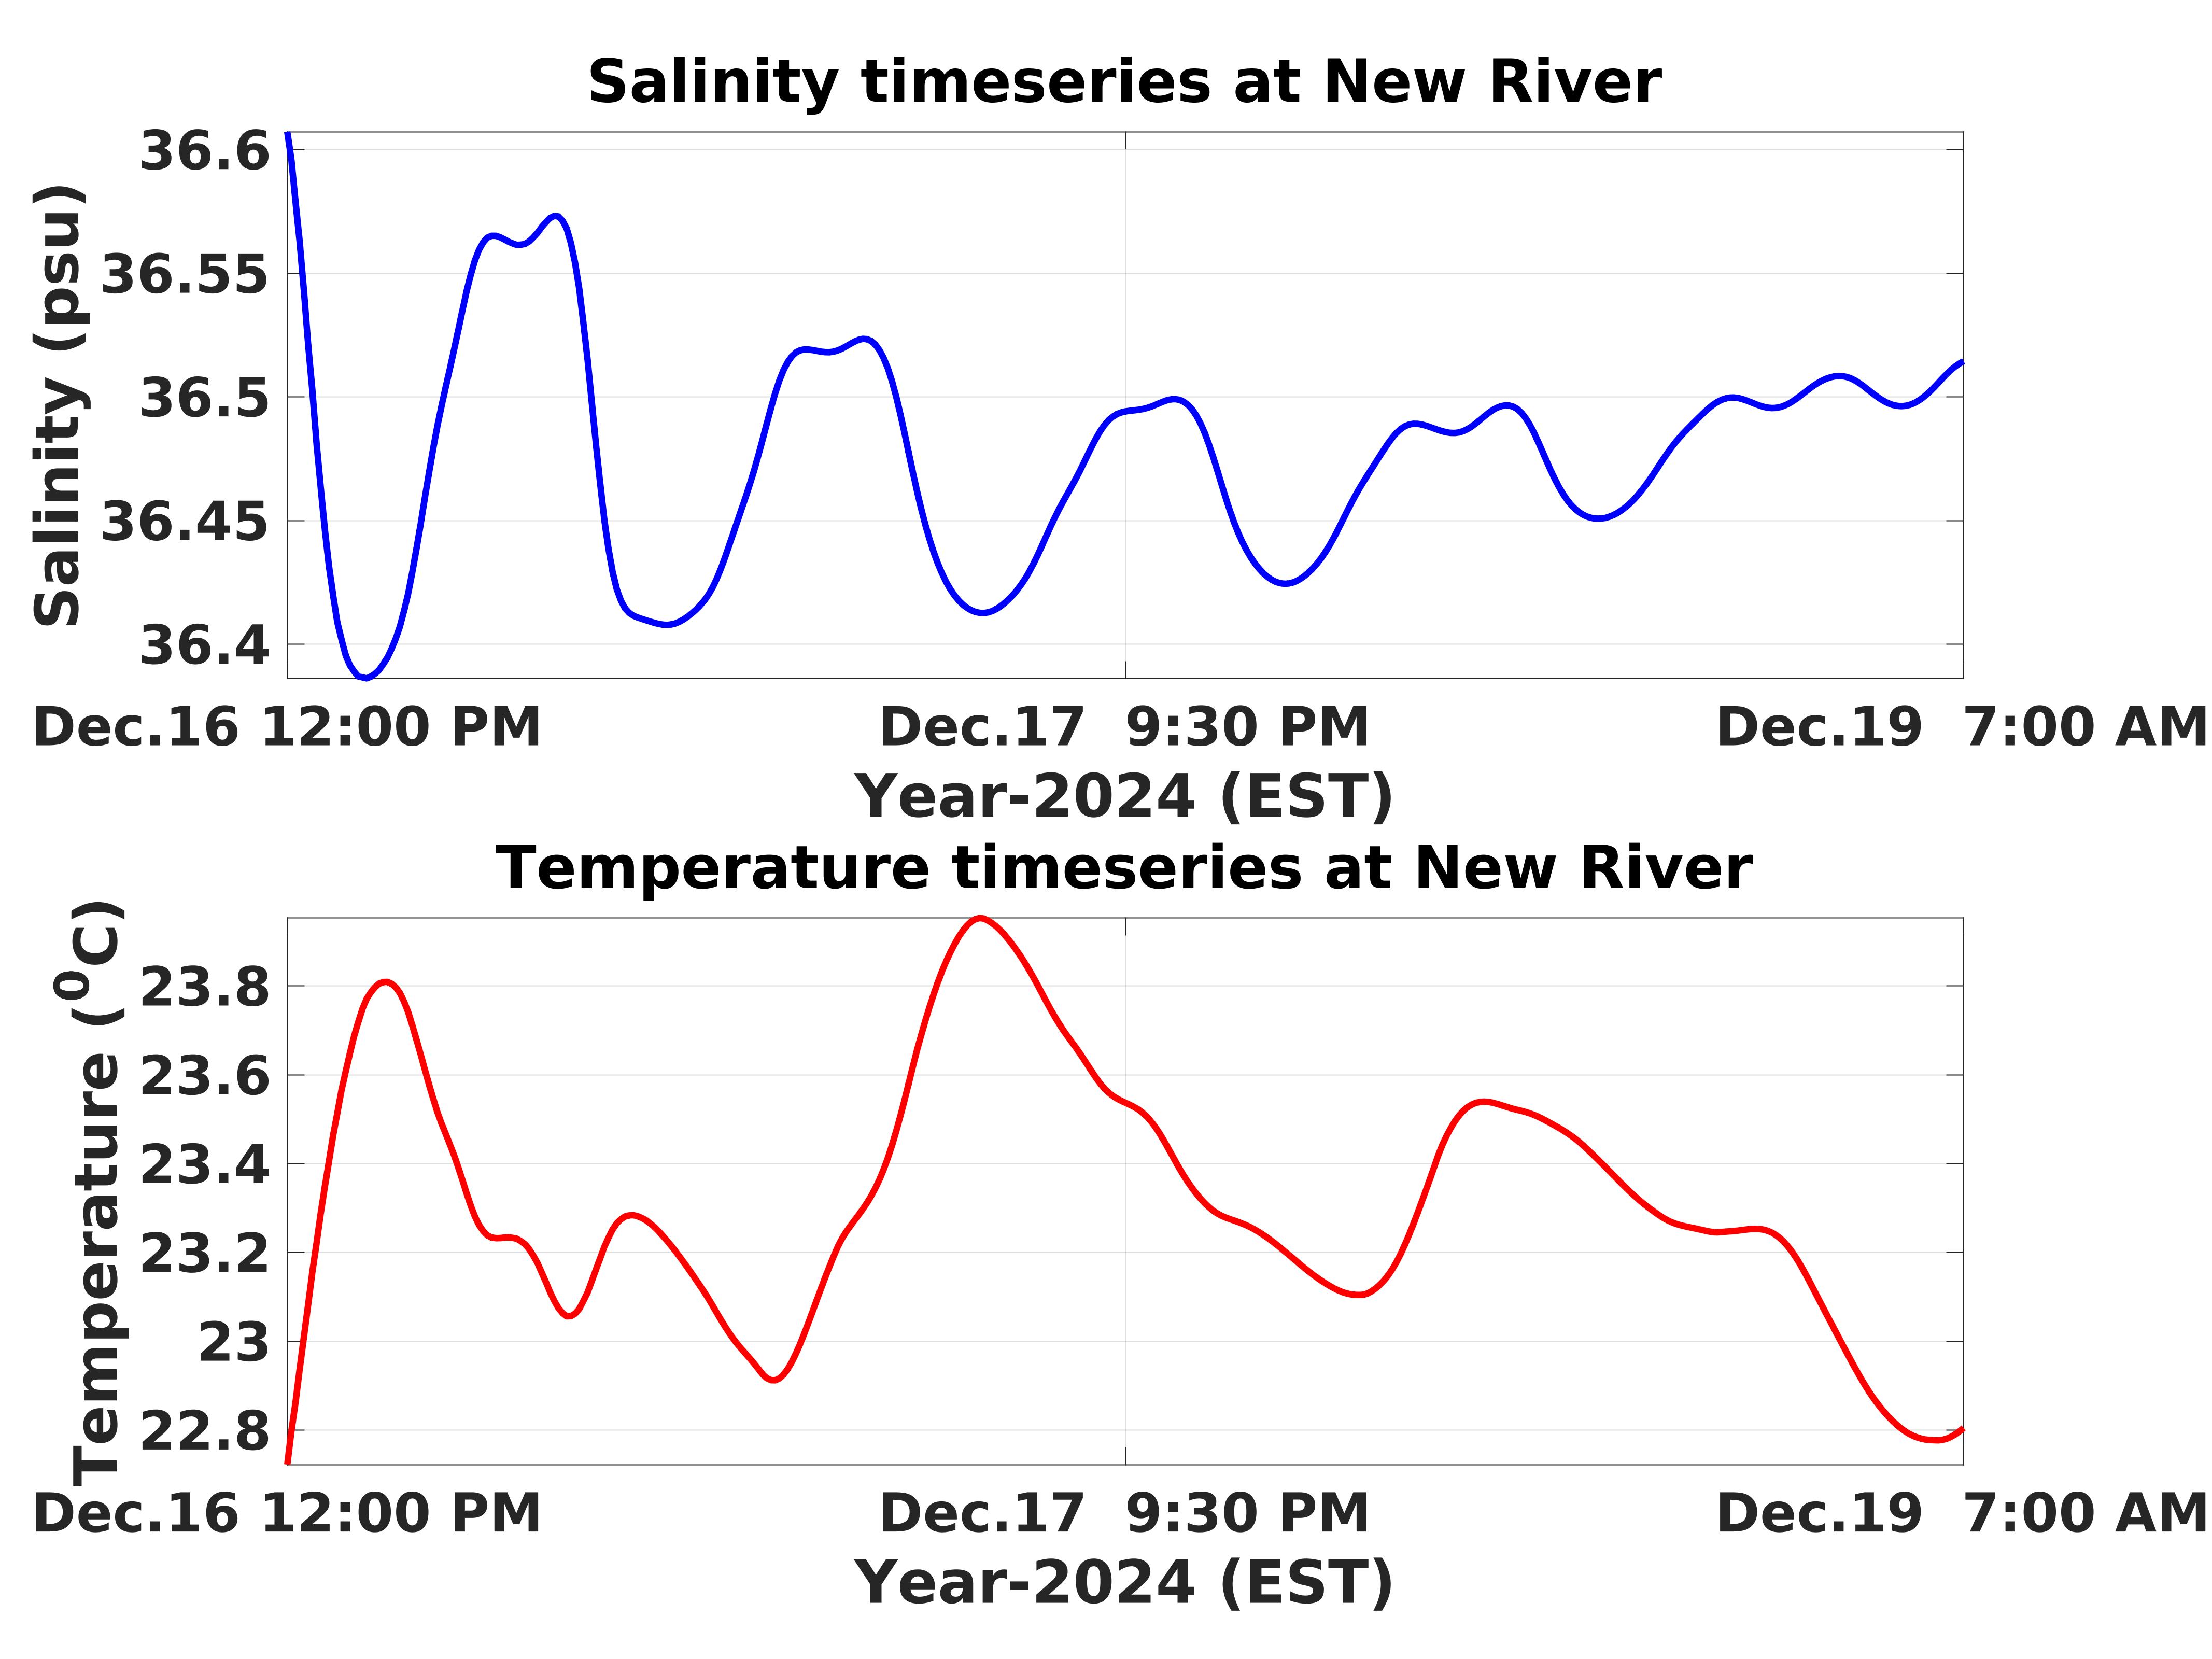 Salinity timeseries at New River
Salinity (psu)
36.6
36.55
36.5
36.45
36.4
Dec.16 12:00 PM
Dec.17  9:30 PM
Dec.19  7:00 AM
Year-2024 (EST)
Temperature timeseries at New River
Temperature (⁰C)
23.8
23.6
23.4
23.2
23
22.8
Dec.16 12:00 PM
Dec.17  9:30 PM
Dec.19  7:00 AM
Year-2024 (EST)